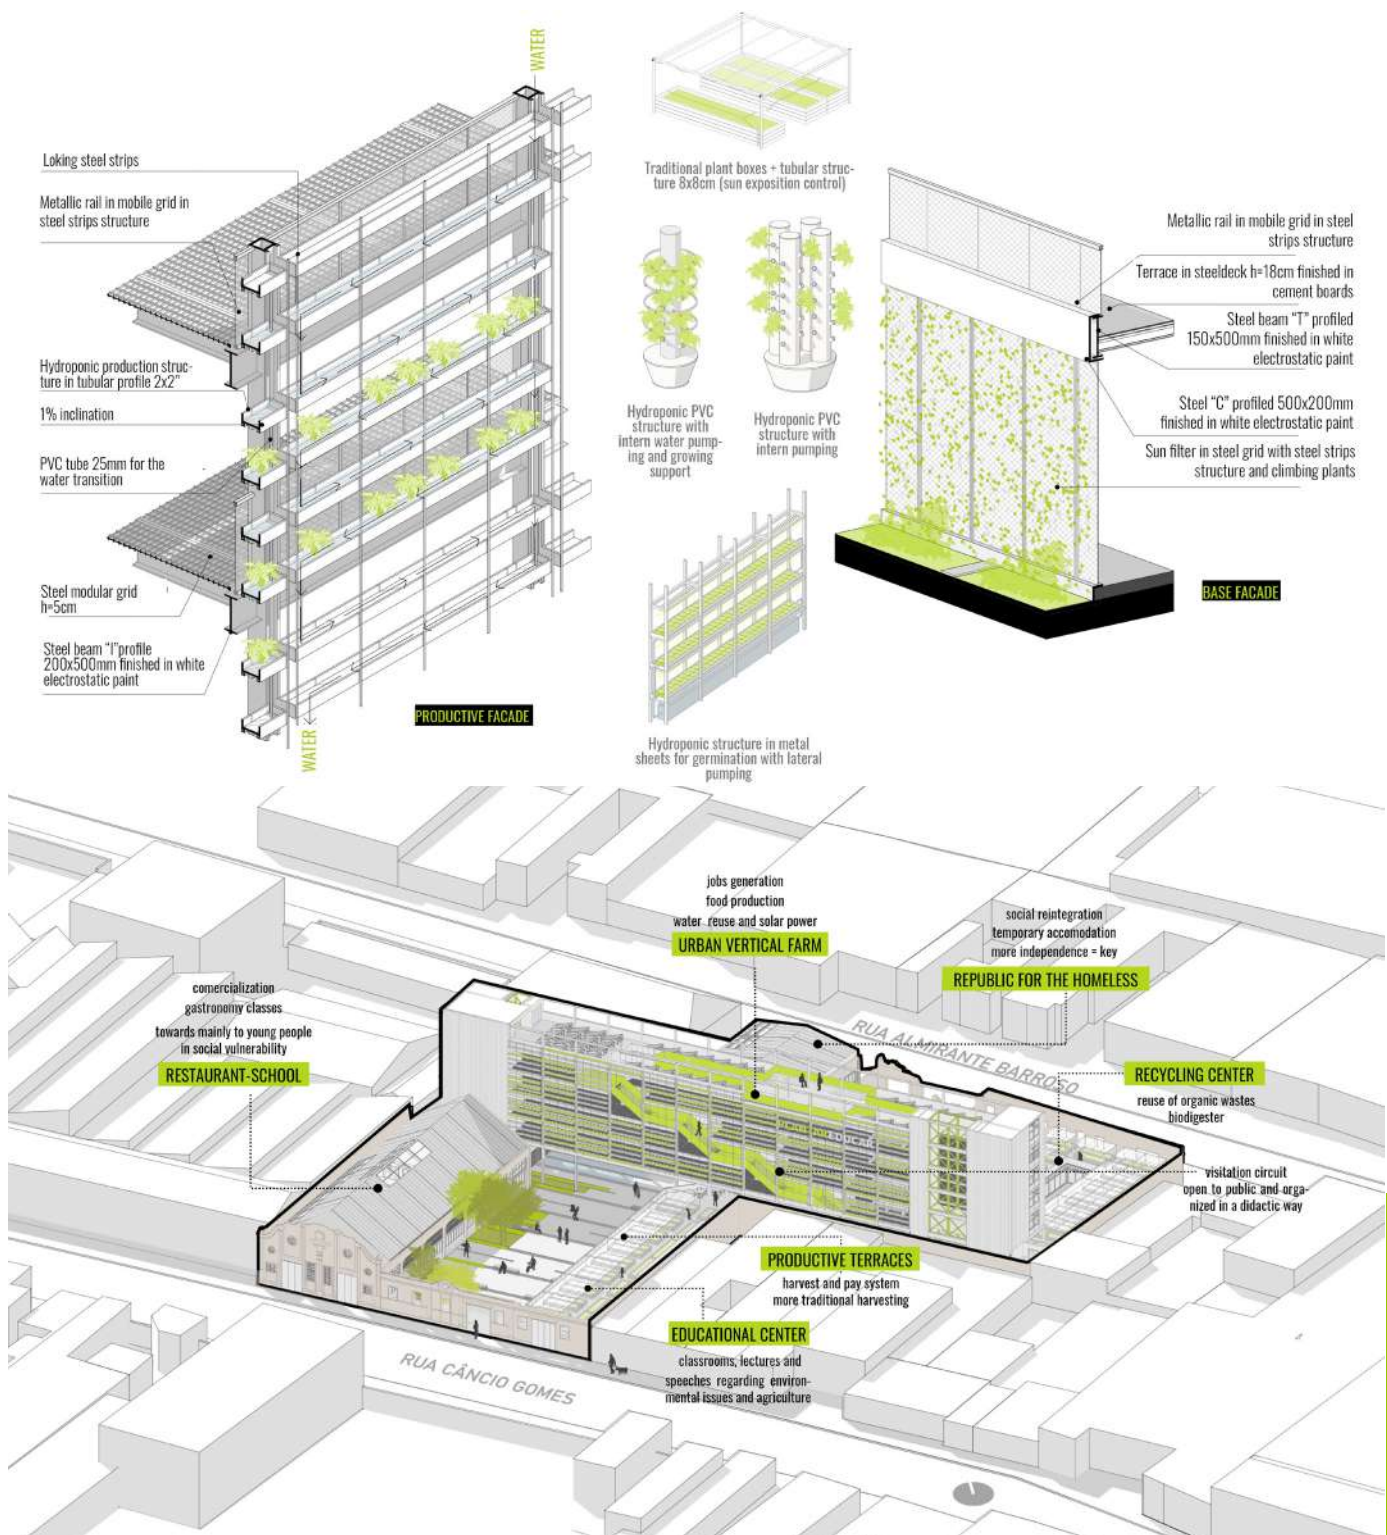 WATER
Loking steel strips
Metallic rail in mobile grid in
steel strips structure
Hydroponic production struc-
ture in tubular profile 2x2"
1% inclination
PVC tube 25mm for the
water transition
Steel modular grid
h=5cm
Steel beam "I"profile
200x500mm finished in white
electrostatic paint
PRODUCTIVE FACADE
WATER
Traditional plant boxes + tubular struc-
ture 8x8cm (sun exposition control)
Hydroponic PVC
structure with
intern water pump-
ing and growing
support
Hydroponic PVC
structure with
intern pumping
Hydroponic structure in metal
sheets for germination with lateral
pumping
Metallic rail in mobile grid in steel
strips structure
Terrace in steeldeck h=18cm finished in
cement boards
Steel beam "T" profiled
150x500mm finished in white
electrostatic paint
Steel "C" profiled 500x200mm
finished in white electrostatic paint
Sun filter in steel grid with steel strips
structure and climbing plants
BASE FACADE
jobs generation
food production
water reuse and solar power
URBAN VERTICAL FARM
social reintegration
temporary accomodation
more independence = key
REPUBLIC FOR THE HOMELESS
comercialization
gastronomy classes
towards mainly to young people
in social vulnerability
RESTAURANT-SCHOOL
RUA ALMIRANTE BARROSO
RECYCLING CENTER
reuse of organic wastes
biodigester
visitation circuit
open to public and orga-
nized in a didactic way
PRODUCTIVE TERRACES
harvest and pay system
more traditional harvesting
EDUCATIONAL CENTER
classrooms, lectures and
speeches regarding environ-
mental issues and agriculture
RUA CÂNCIO GOMES